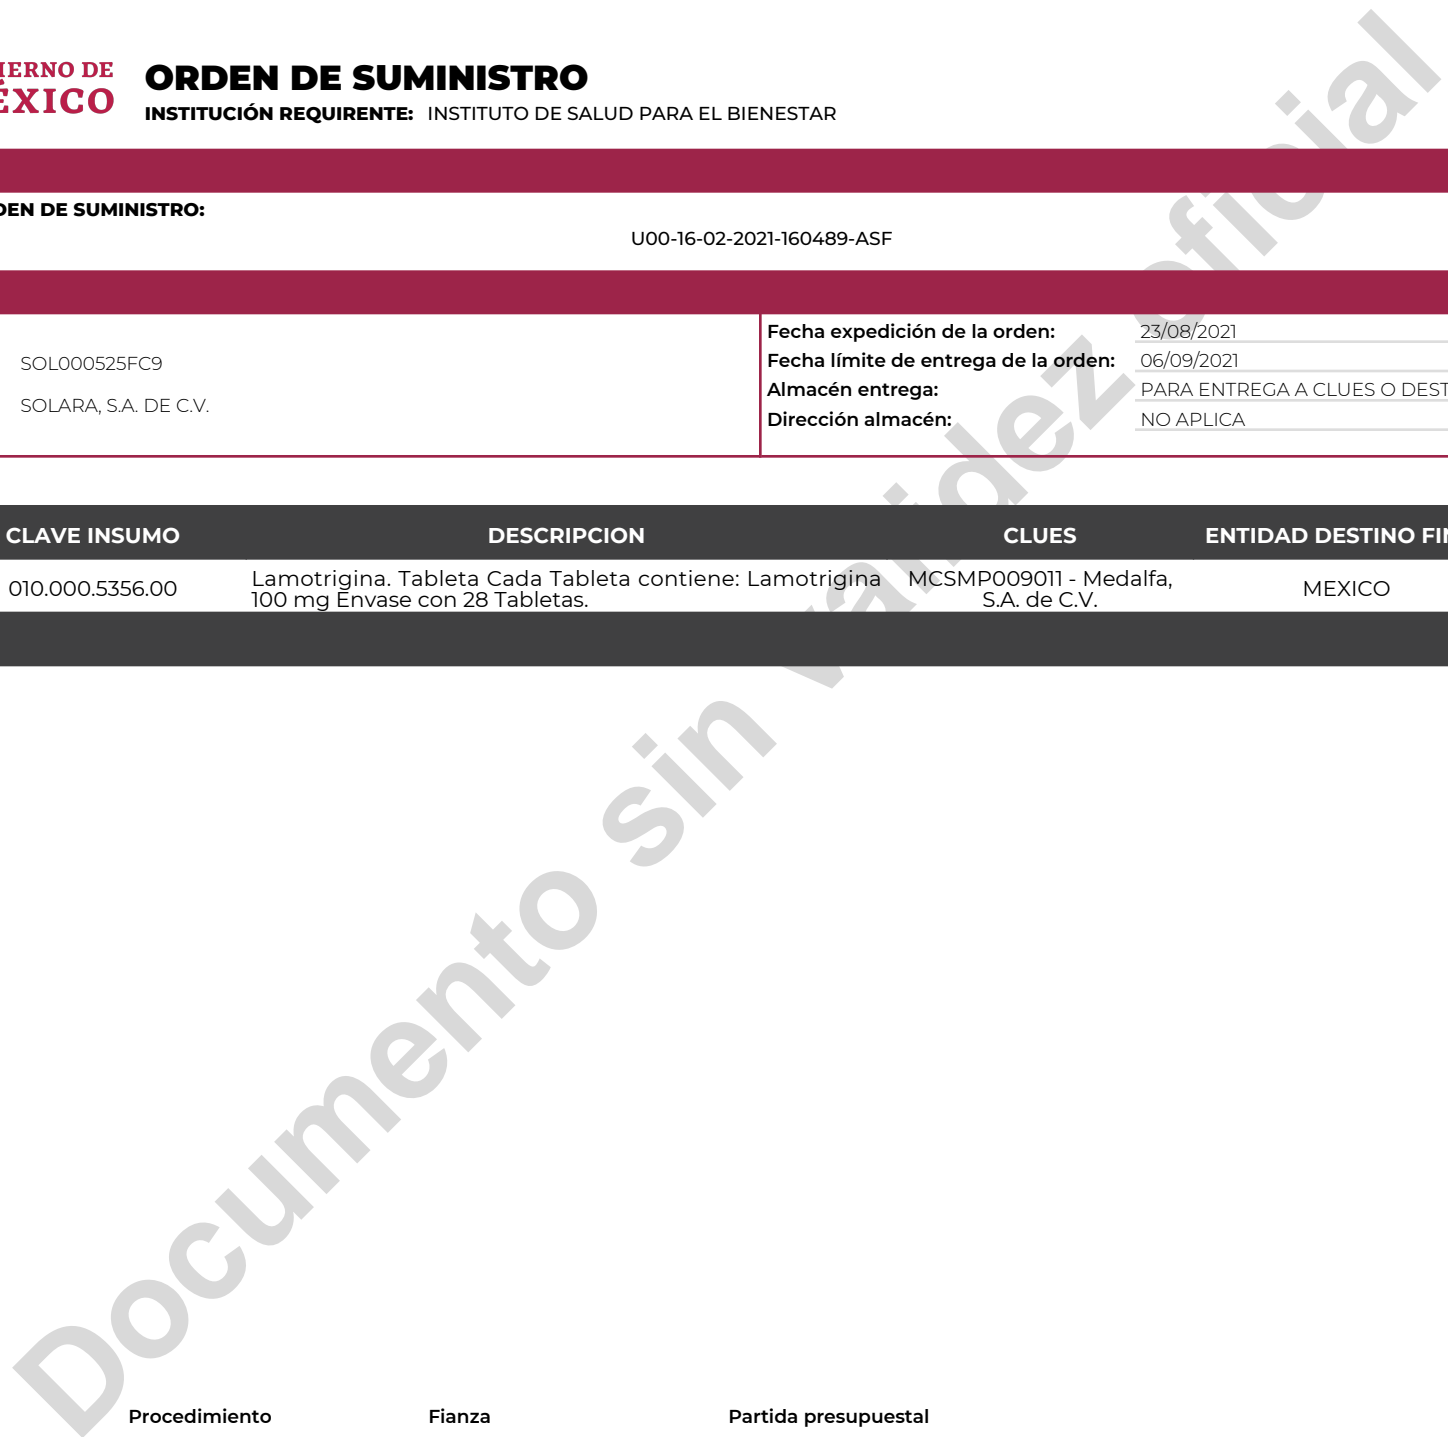 IERNO DE
ÉXICO
ORDEN DE SUMINISTRO
INSTITUCIÓN REQUIRENTE: INSTITUTO DE SALUD PARA EL BIENESTAR
DEN DE SUMINISTRO:
U00-16-02-2021-160489-ASF
SOL000525FC9
SOLARA, S.A. DE C.V.
Fecha expedición de la orden: 23/08/2021
Fecha límite de entrega de la orden: 06/09/2021
Almacén entrega: PARA ENTREGA A CLUES O DEST
Dirección almacén: NO APLICA
CLAVE INSUMO DESCRIPCION CLUES ENTIDAD DESTINO FIN
010.000.5356.00 Lamotrigina. Tableta Cada Tableta contiene: Lamotrigina MCSMP009011 - Medalfa, MEXICO
100 mg Envase con 28 Tabletas. S.A. de C.V.
Documento sin validez oficial
Procedimiento Fianza Partida presupuestal